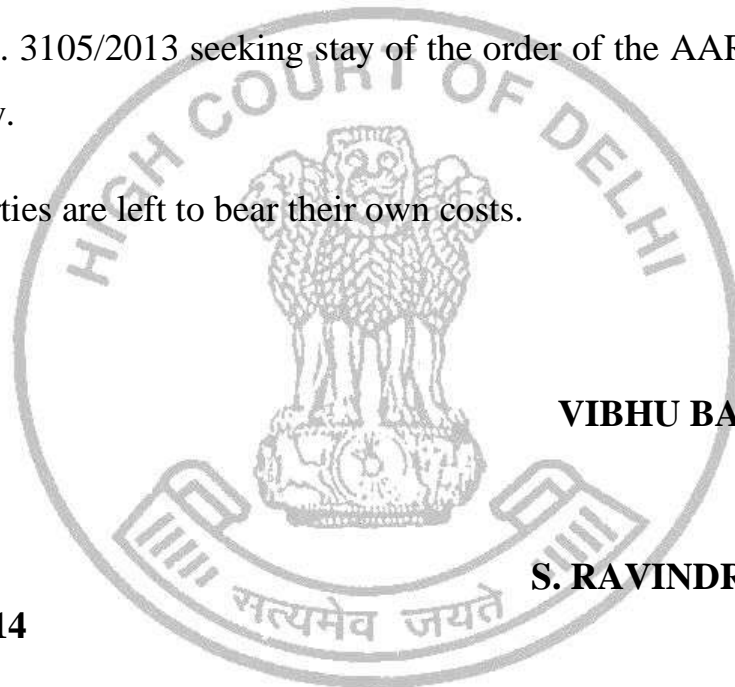 . 3105/2013 seeking stay of the order of the AAR
.
ties are left to bear their own costs.
HIGH COURT OF DELHI
VIBHU BA
S. RAVINDR
सत्यमेव जयते
14